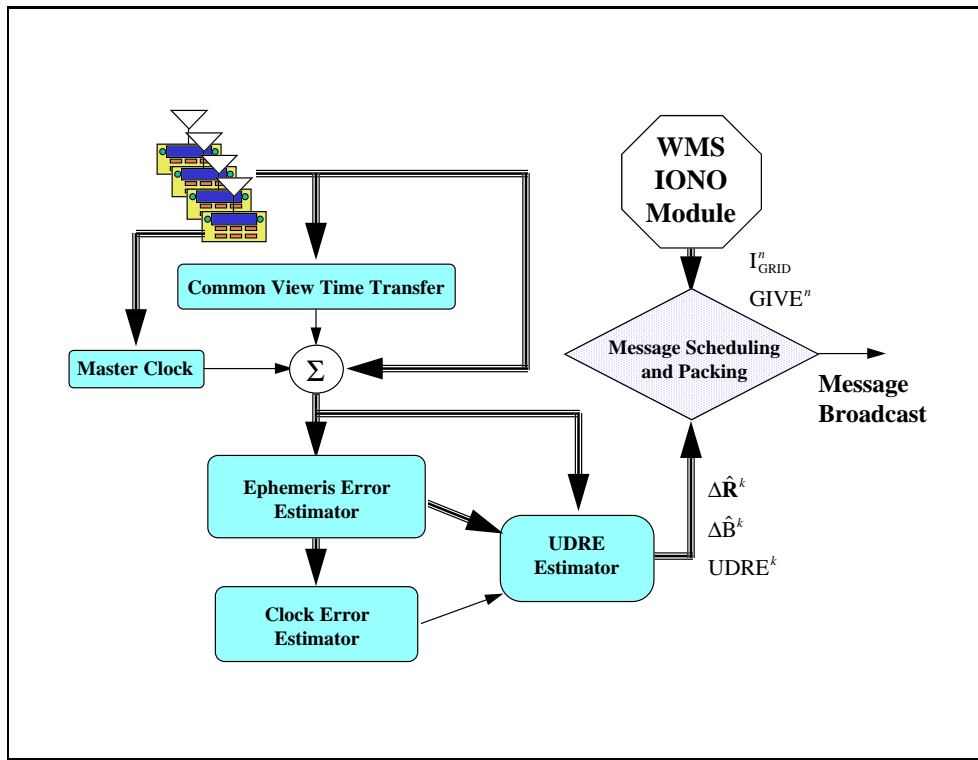 WMS
IONO
Module
I^n_GRID
GIVE^n
Common View Time Transfer
Master Clock
Σ
Message Scheduling
and Packing
Message
Broadcast
Ephemeris Error
Estimator
UDRE
Estimator
ΔR̂^k
ΔB̂^k
UDRE^k
Clock Error
Estimator